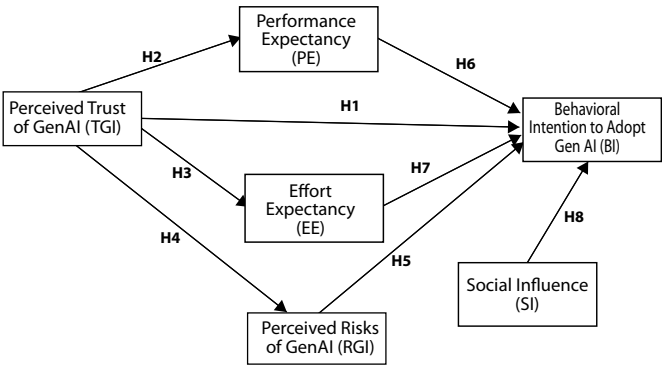 Performance
Expectancy
(PE)
H2
H6
Perceived Trust
of GenAI (TGI)
H1
Behavioral
Intention to Adopt
Gen AI (BI)
H3
H7
Effort
Expectancy
(EE)
H4
H5
H8
Social Influence
(SI)
Perceived Risks
of GenAI (RGI)